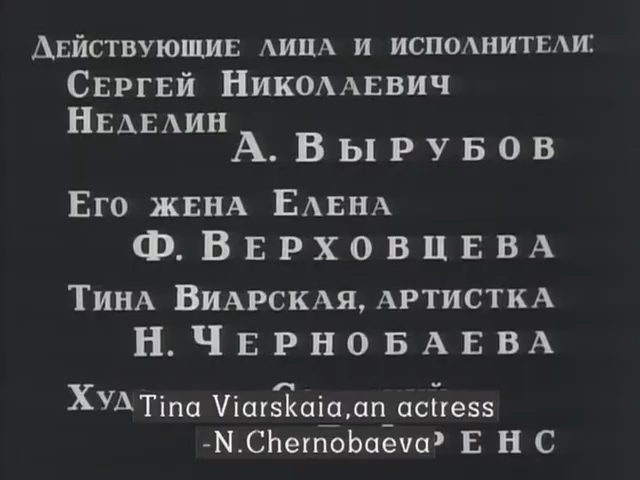 Действующие лица и исполнители:
Сергей Николаевич
Неделин
А. Вырубов
Его жена Елена
Ф. Верховцева
Тина Виарская, артистка
Н. Чернобаева
Tina Viarskaia,an actress
-N.Chernobaeva